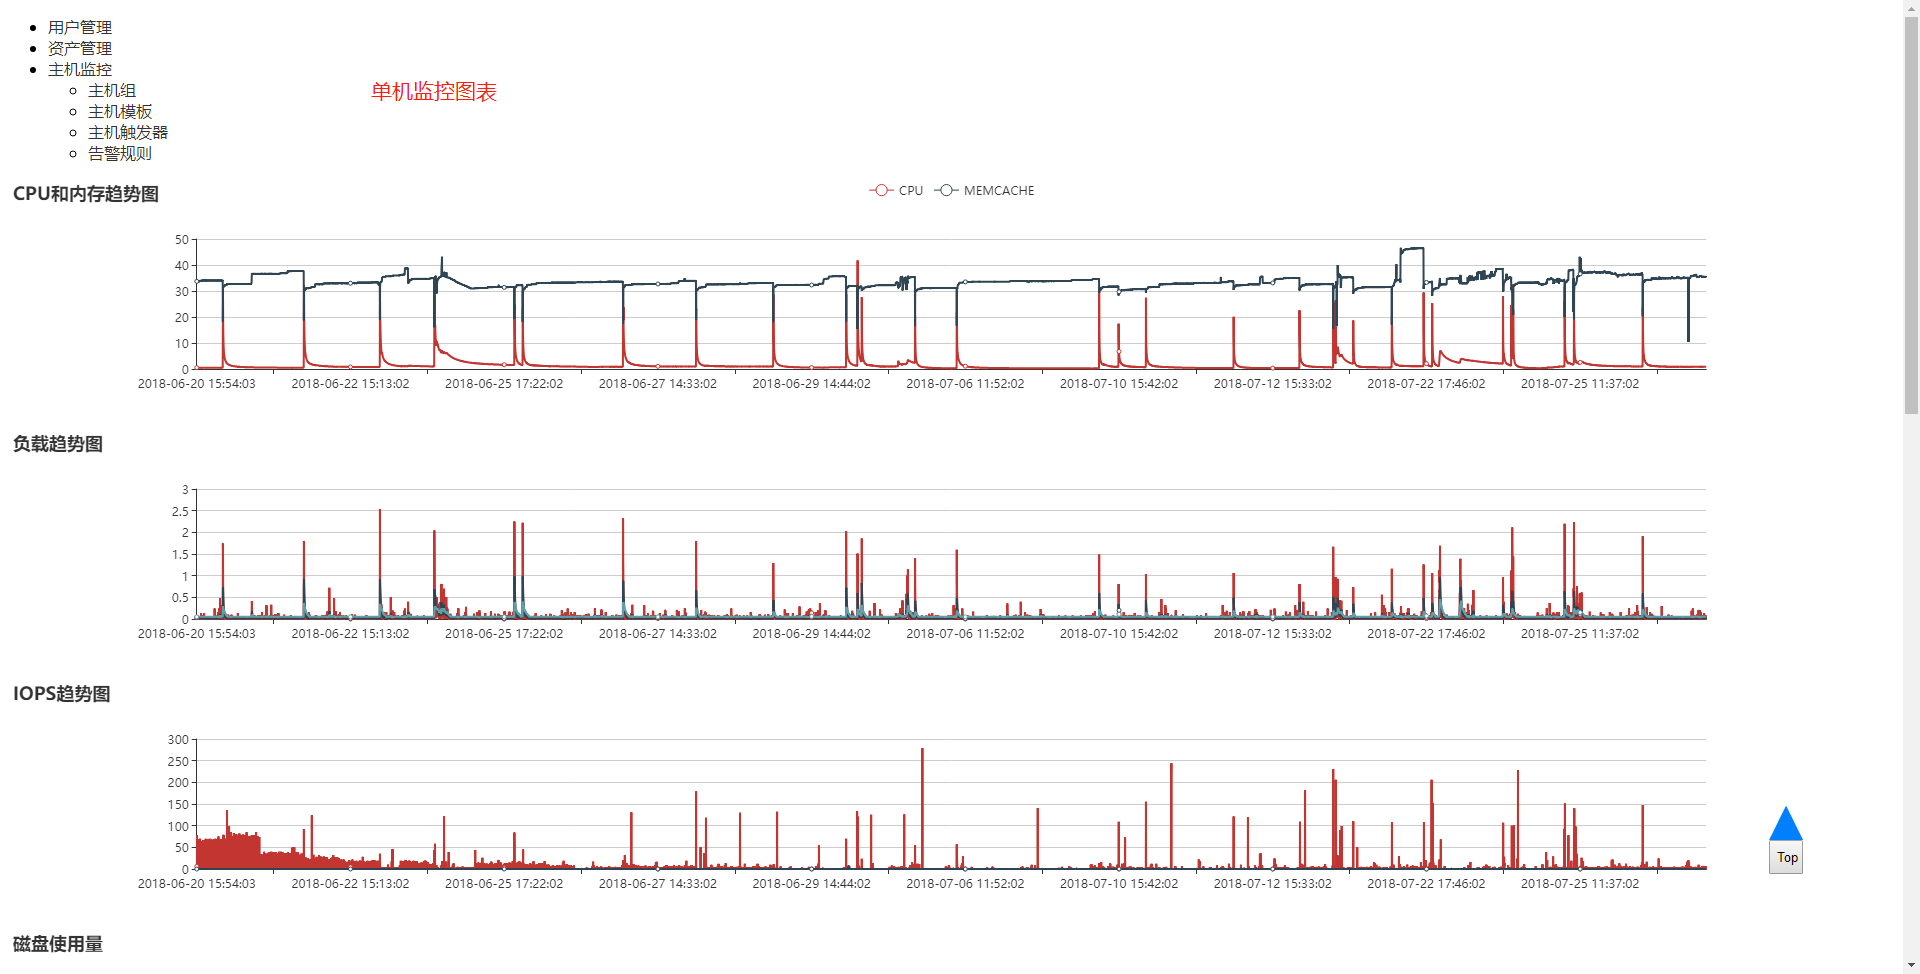 用户管理
资产管理
主机监控
主机组
主机模板
主机触发器
告警规则
单机监控图表
CPU和内存趋势图
CPU MEMCACHE
50
40
30
20
10
0
2018-06-20 15:54:03 2018-06-22 15:13:02 2018-06-25 17:22:02 2018-06-27 14:33:02 2018-06-29 14:44:02 2018-07-06 11:52:02 2018-07-10 15:42:02 2018-07-12 15:33:02 2018-07-22 17:46:02 2018-07-25 11:37:02
负载趋势图
3
2.5
2
1.5
1
0.5
0
2018-06-20 15:54:03 2018-06-22 15:13:02 2018-06-25 17:22:02 2018-06-27 14:33:02 2018-06-29 14:44:02 2018-07-06 11:52:02 2018-07-10 15:42:02 2018-07-12 15:33:02 2018-07-22 17:46:02 2018-07-25 11:37:02
IOPS趋势图
300
250
200
150
100
50
0
2018-06-20 15:54:03 2018-06-22 15:13:02 2018-06-25 17:22:02 2018-06-27 14:33:02 2018-06-29 14:44:02 2018-07-06 11:52:02 2018-07-10 15:42:02 2018-07-12 15:33:02 2018-07-22 17:46:02 2018-07-25 11:37:02
Top
磁盘使用量